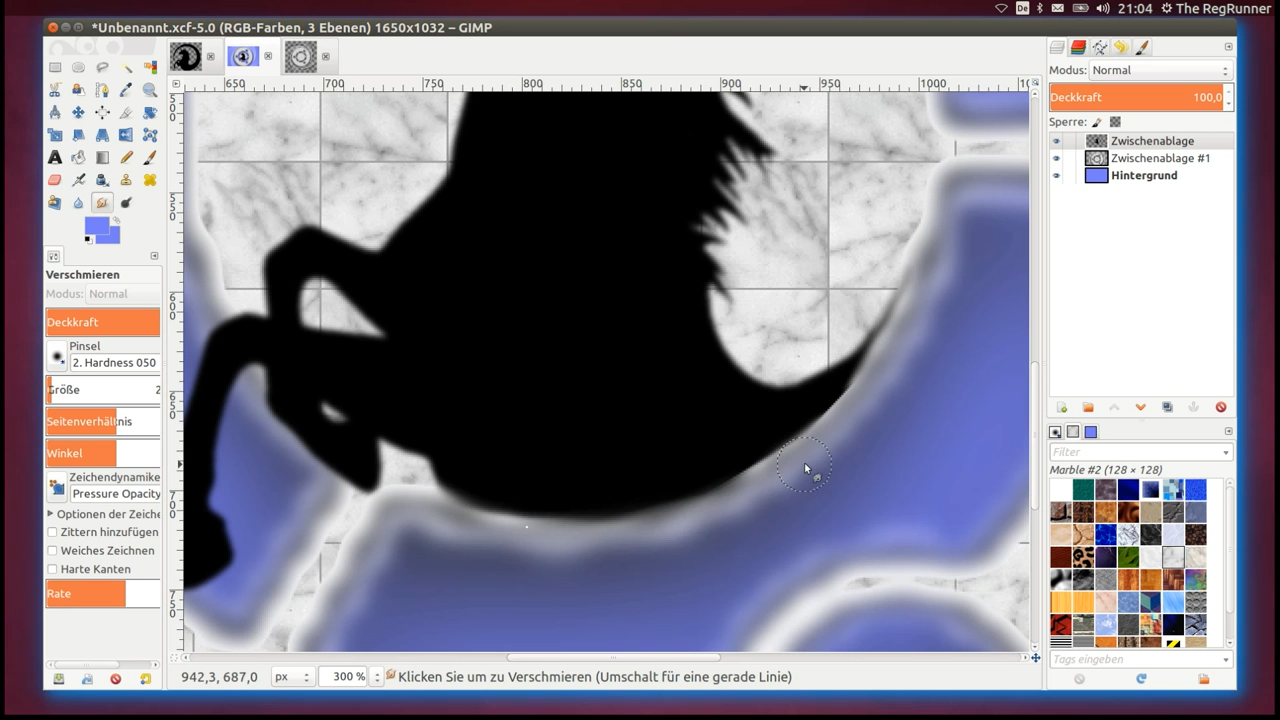 De 21:04 The RegRunner
*Unbenannt.xcf-5.0 (RGB-Farben, 3 Ebenen) 1650x1032 – GIMP
650 700 750 800 850 900 950 1000
Modus: Normal
Deckkraft 100,0
Sperre:
Zwischenablage
Zwischenablage #1
Hintergrund
Verschmieren
Modus: Normal
Deckkraft
Pinsel
2. Hardness 050
Größe 2
Seitenverhältnis
Winkel
Zeichendynamike
Pressure Opacity
Optionen der Zeiche
Zittern hinzufügen
Weiches Zeichnen
Harte Kanten
Rate
Filter
Marble #2 (128 × 128)
Tags eingeben
942,3, 687,0 px 300 % Klicken Sie um zu Verschmieren (Umschalt für eine gerade Linie)